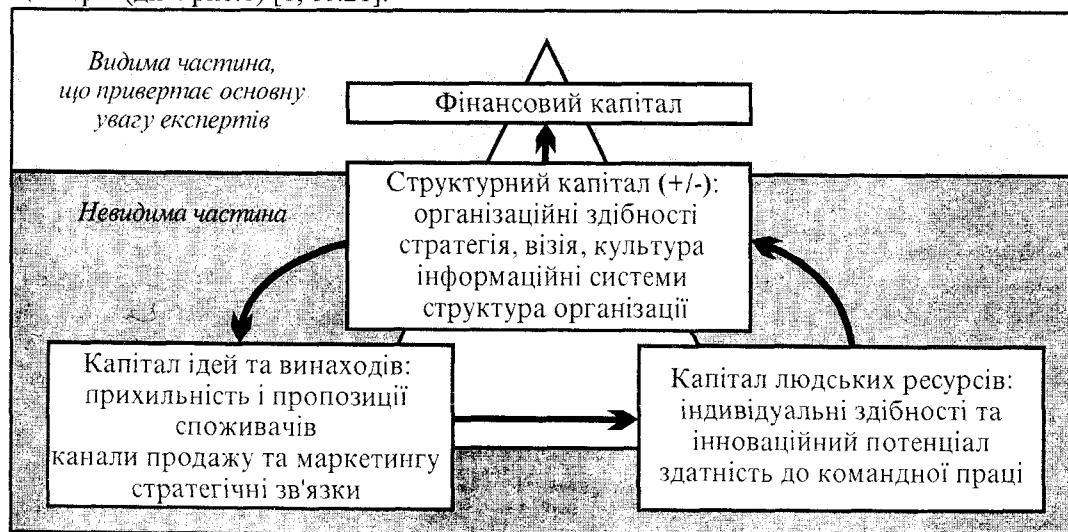 Видима частина,
що привертає основну
увагу експертів
Фінансовий капітал
Структурний капітал (+/-):
організаційні здібності
стратегія, візія, культура
інформаційні системи
структура організації
Невидима частина
Капітал ідей та винаходів:
прихильність і пропозиції
споживачів
канали продажу та маркетингу
стратегічні зв'язки
Капітал людських ресурсів:
індивідуальні здібності та
інноваційний потенціал
здатність до командної праці